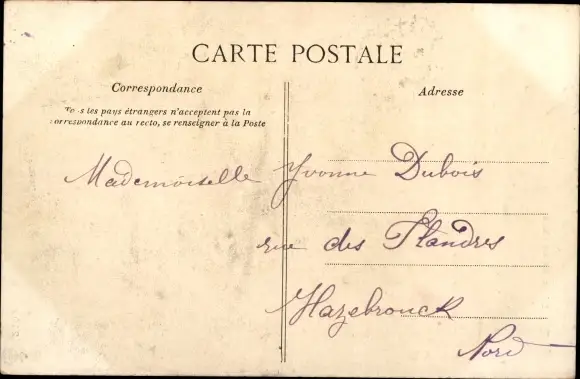 CARTE POSTALE
Correspondance
Tous les pays étrangers n'acceptent pas la
correspondance au recto, se renseigner à la Poste
Adresse
Mademoiselle Yvonne Dubois
rue des Flandres
Hazebrouck
Nord